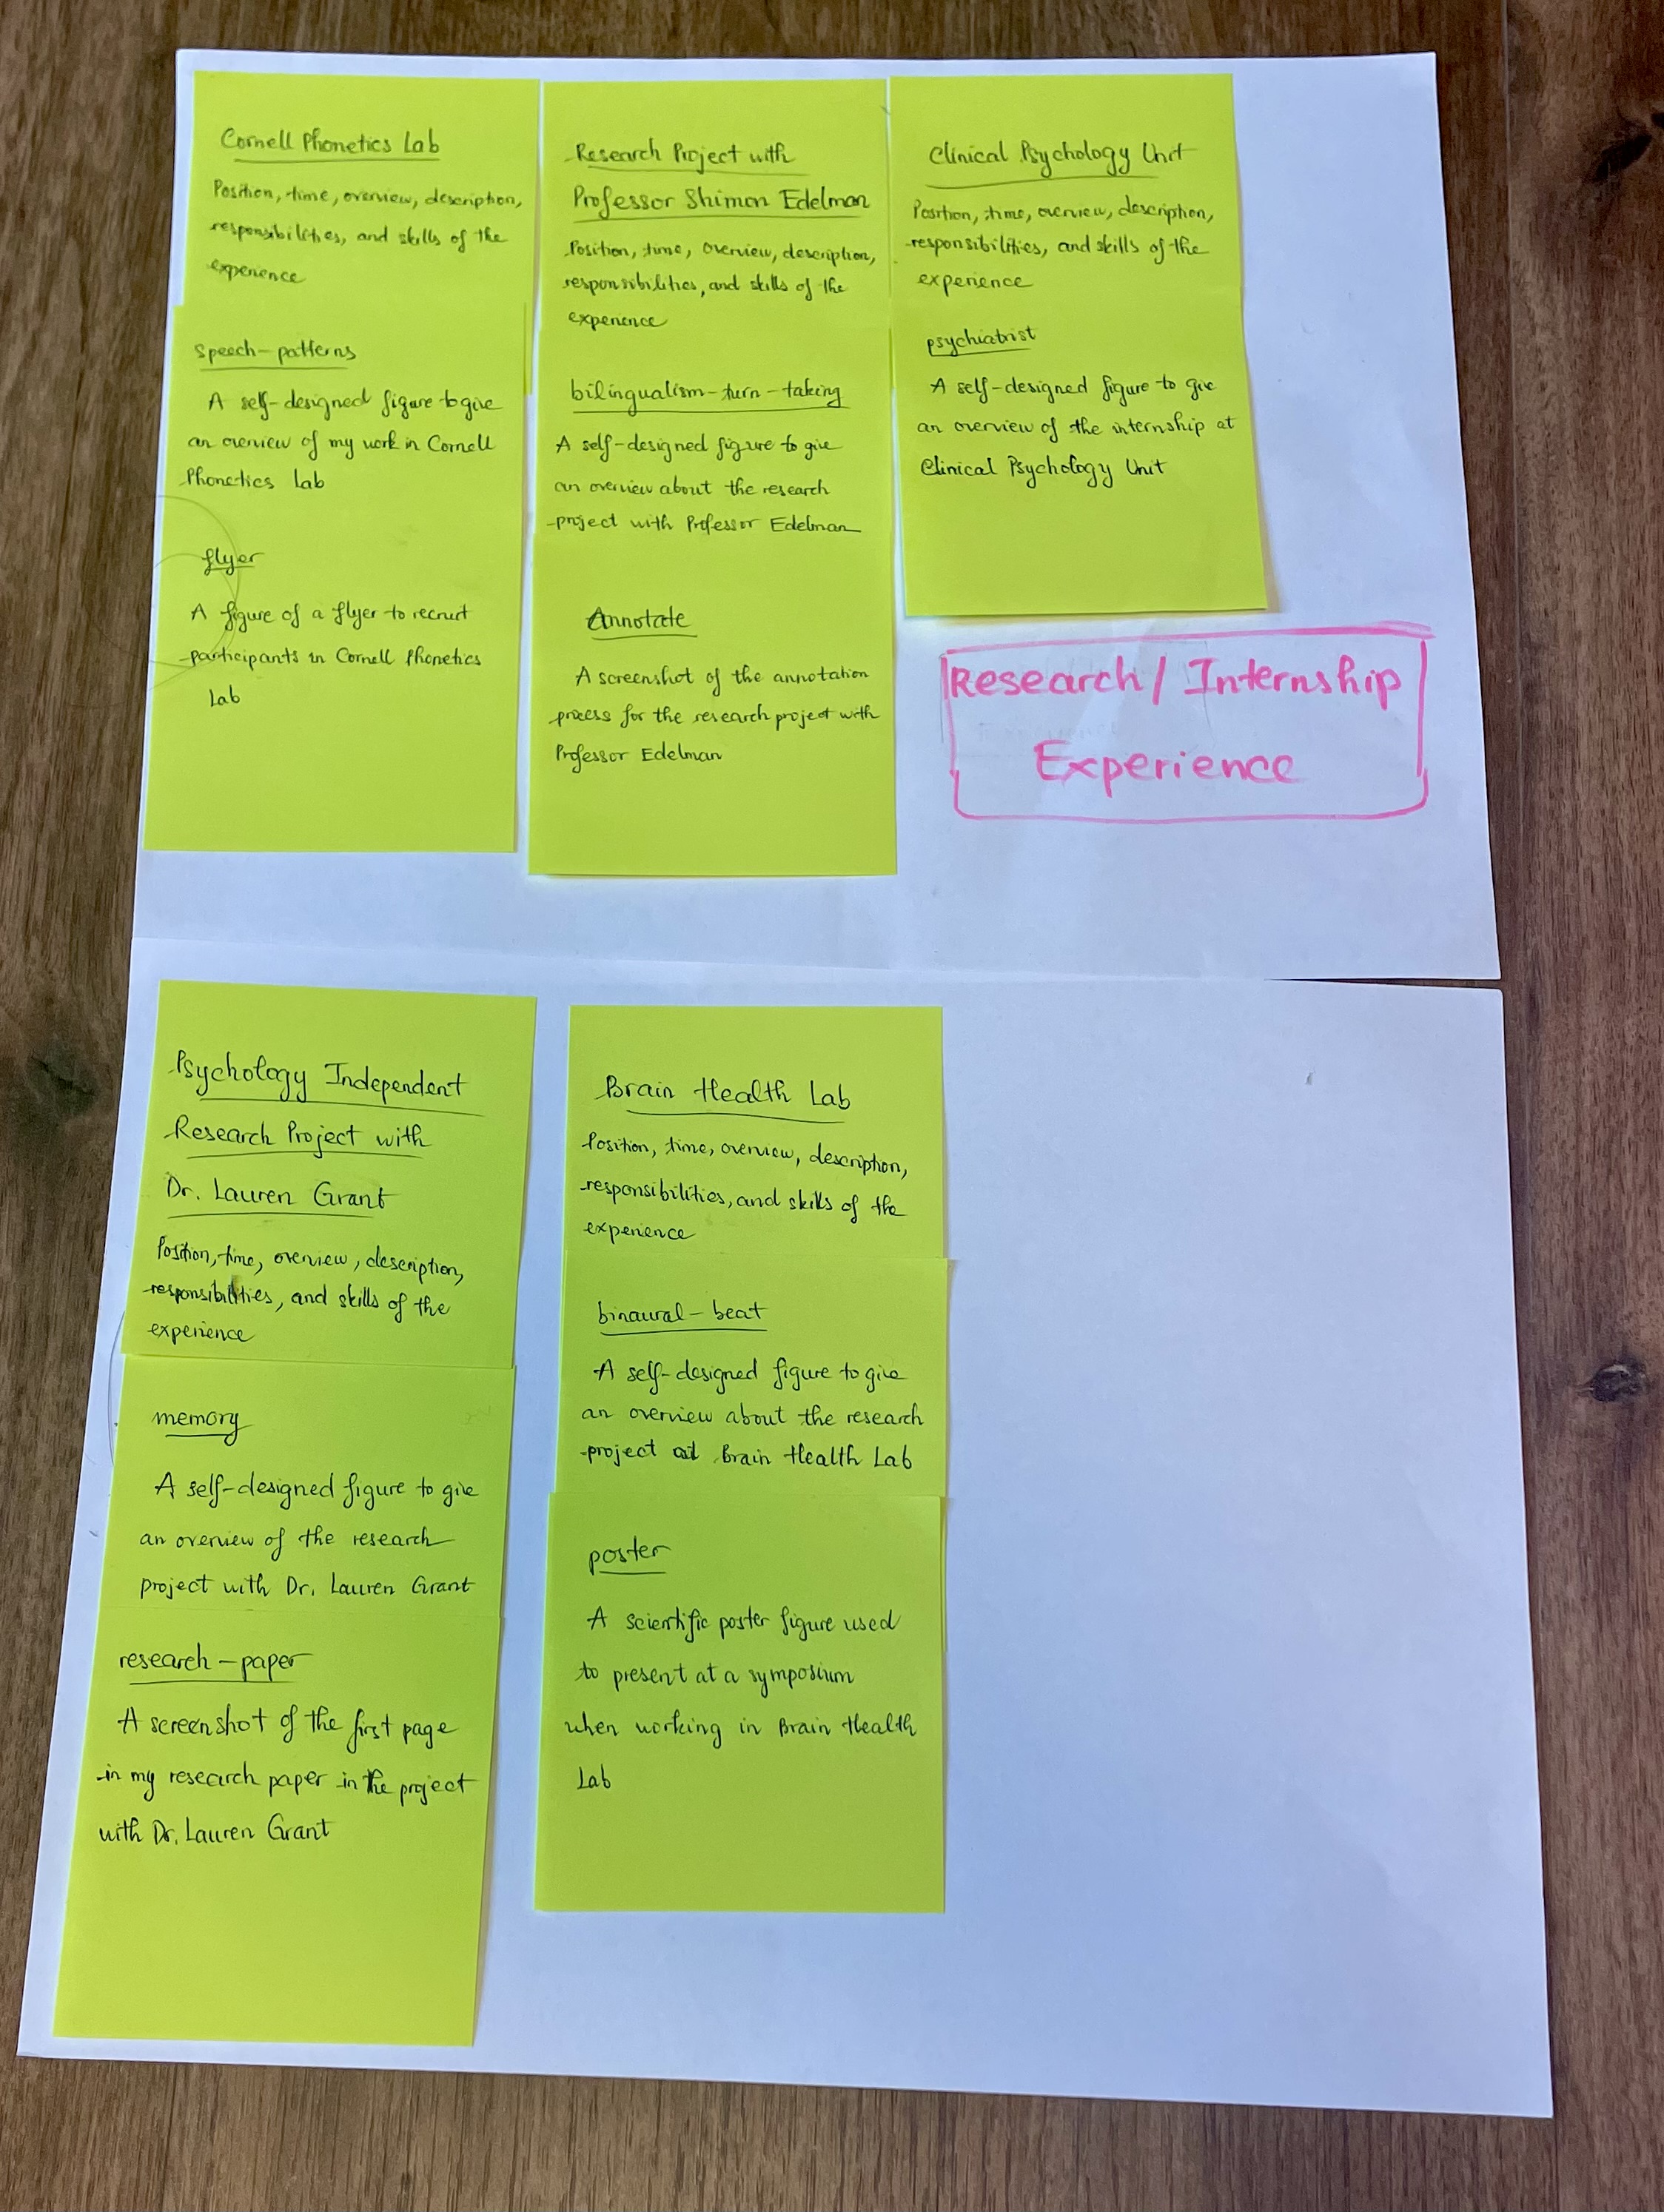 Cornell Phonetics Lab
Position, time, overview, description,
responsibilities, and skills of the
experience
speech-patterns
A self-designed figure to give
an overview of my work in Cornell
Phonetics Lab
flyer
A figure of a flyer to recruit
participants in Cornell Phonetics
Lab
Research Project with
Professor Shimon Edelman
Position, time, overview, description,
responsibilities, and skills of the
experience
bilingualism-turn-taking
A self-designed figure to give
an overview about the research
project with Professor Edelman
Annotate
A screenshot of the annotation
process for the research project with
Professor Edelman
Clinical Psychology Unit
Position, time, overview, description,
responsibilities, and skills of the
experience
psychiatrist
A self-designed figure to give
an overview of the internship at
Clinical Psychology Unit
Research/Internship
Experience
Psychology Independent
Research Project with
Dr. Lauren Grant
Position, time, overview, description,
responsibilities, and skills of the
experience
memory
A self-designed figure to give
an overview of the research
project with Dr. Lauren Grant
research-paper
A screenshot of the first page
in my research paper in the project
with Dr. Lauren Grant
Brain Health Lab
Position, time, overview, description,
responsibilities, and skills of the
experience
binaural-beat
A self-designed figure to give
an overview about the research
project at Brain Health Lab
poster
A scientific poster figure used
to present at a symposium
when working in Brain Health
Lab